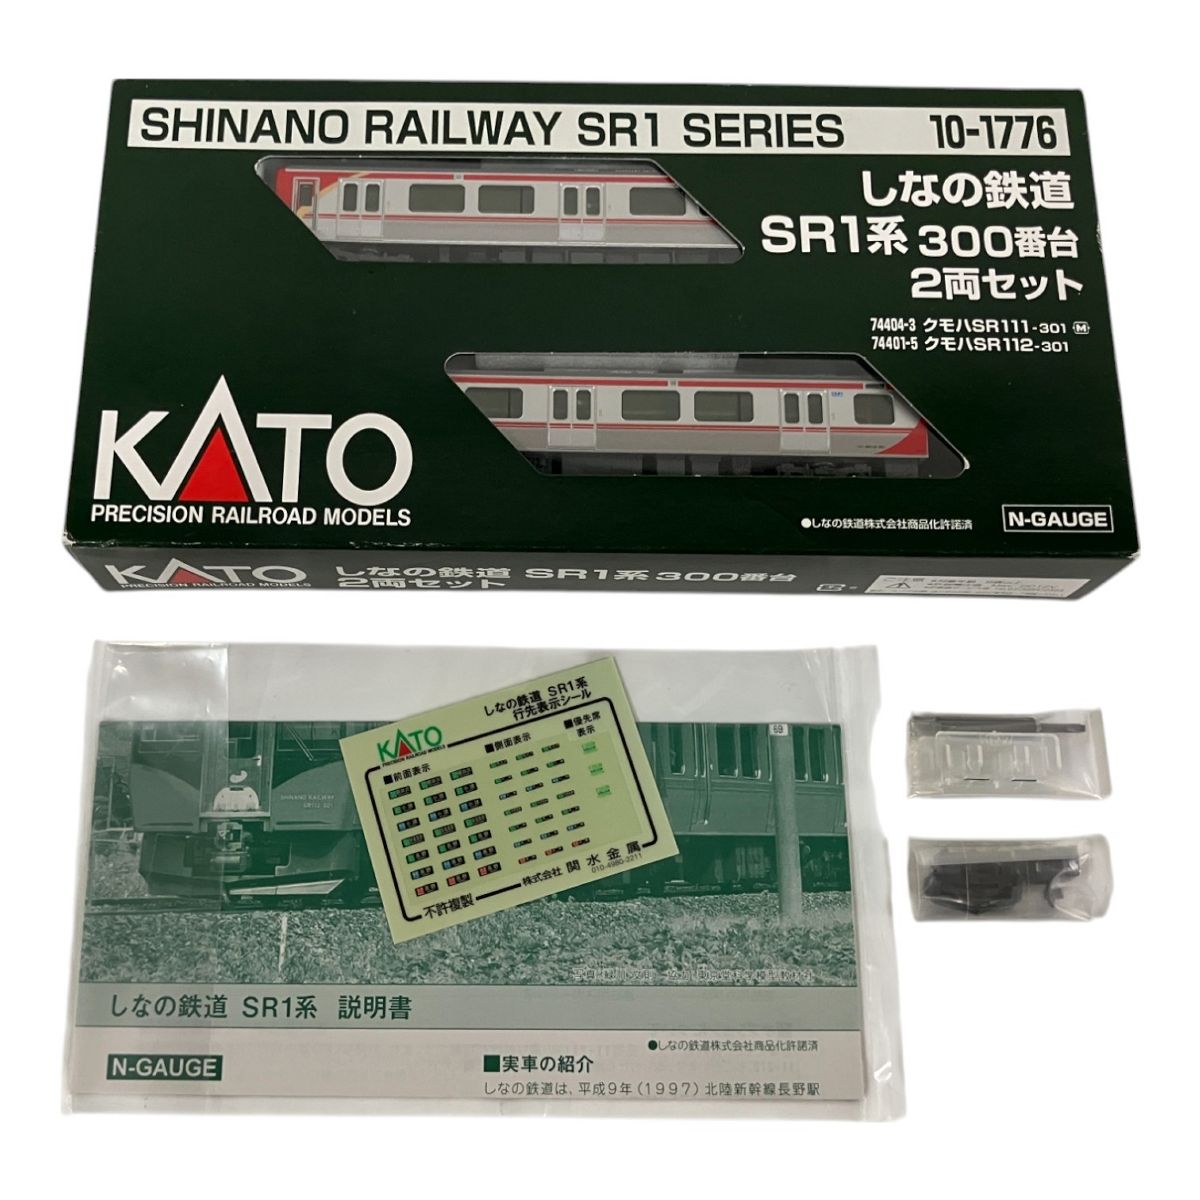 SHINANO RAILWAY SR1 SERIES 10-1776
しなの鉄道
SR1系 300番台
2両セット
74404-3 クモハSR111-301 M
74401-5 クモハSR112-301
KATO
PRECISION RAILROAD MODELS
●しなの鉄道株式会社商品化許諾済
N-GAUGE
KATO
PRECISION RAILROAD MODELS
しなの鉄道 SR1系 300番台
2両セット
しなの鉄道 SR1系
行先表示シール
KATO
PRECISION RAILROAD MODELS
■前面表示
■側面表示
■優先席
表示
株式会社 関水金属
不許複製
69
SHINANO RAILWAY
しなの鉄道 SR1系 説明書
●しなの鉄道株式会社商品化許諾済
N-GAUGE
■実車の紹介
しなの鉄道は、平成9年(1997)北陸新幹線長野駅